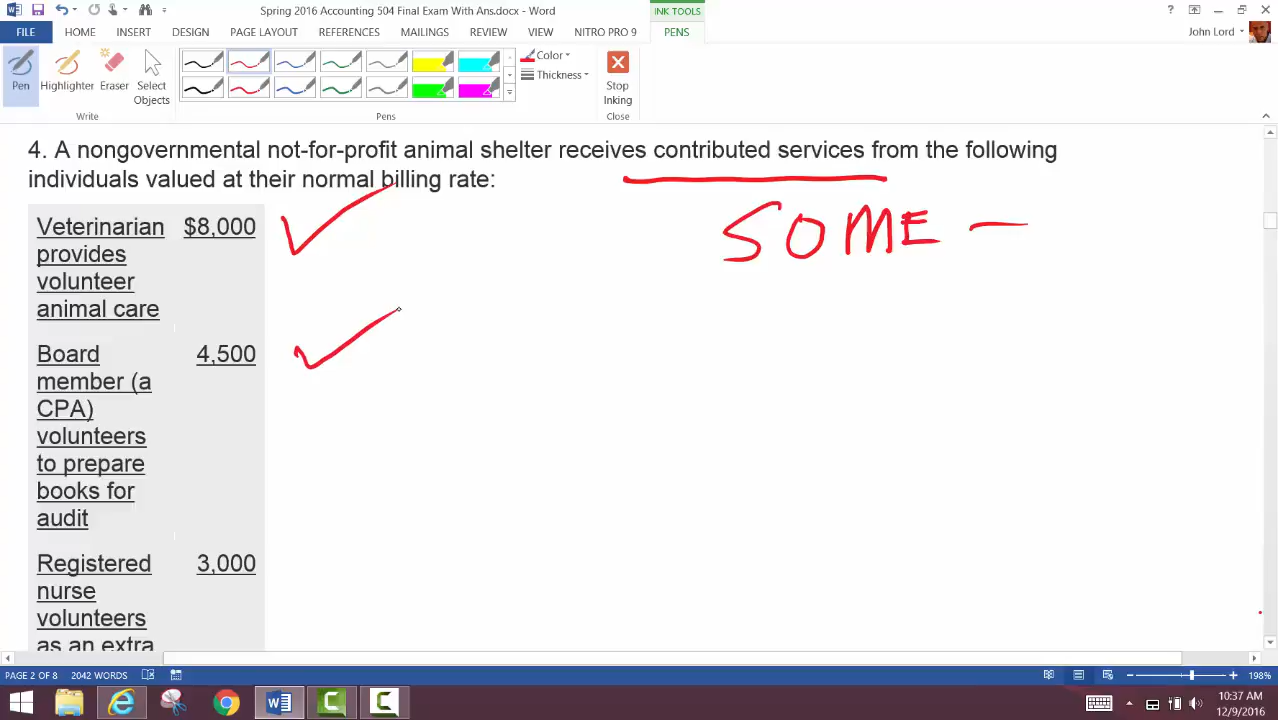 Spring 2016 Accounting 504 Final Exam With Ans.docx - Word
INK TOOLS
FILE HOME INSERT DESIGN PAGE LAYOUT REFERENCES MAILINGS REVIEW VIEW NITRO PRO 9 PENS
John Lord
Pen Highlighter Eraser Select Objects
Color
Thickness
Stop Inking
Write Pens Close
4. A nongovernmental not-for-profit animal shelter receives contributed services from the following
individuals valued at their normal billing rate:
Veterinarian $8,000
provides
volunteer
animal care
SOME –
Board 4,500
member (a
CPA)
volunteers
to prepare
books for
audit
Registered 3,000
nurse
volunteers
as an extra
PAGE 2 OF 8 2042 WORDS 198%
10:37 AM
12/9/2016